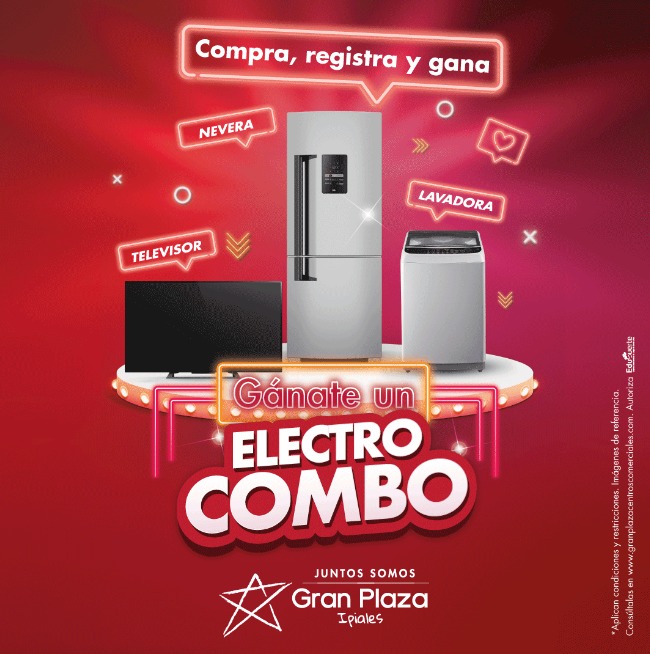 Compra, registra y gana
NEVERA
LAVADORA
TELEVISOR
Gánate un
ELECTRO
COMBO
JUNTOS SOMOS
Gran Plaza
Ipiales
*Aplican condiciones y restricciones. Imágenes de referencia.
Consúltalas en www.granplazacentroscomerciales.com. Autoriza EduSuerte